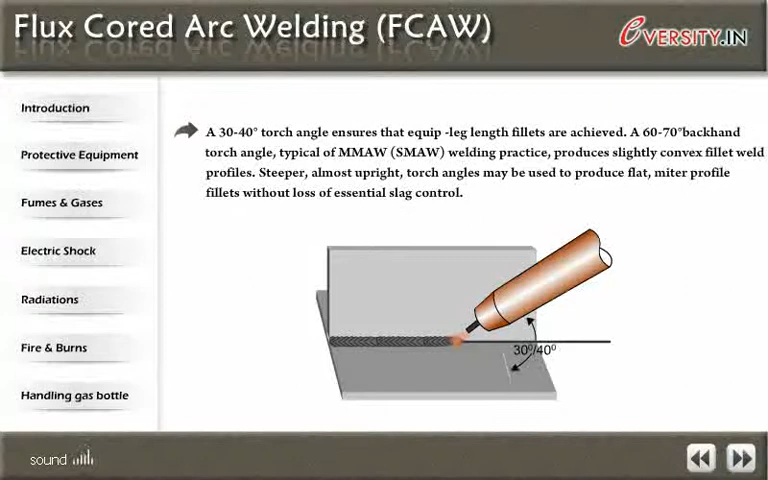 Flux Cored Arc Welding (FCAW)
eVERSITY.IN
Introduction
Protective Equipment
Fumes & Gases
Electric Shock
Radiations
Fire & Burns
Handling gas bottle
A 30-40° torch angle ensures that equip -leg length fillets are achieved. A 60-70°backhand
torch angle, typical of MMAW (SMAW) welding practice, produces slightly convex fillet weld
profiles. Steeper, almost upright, torch angles may be used to produce flat, miter profile
fillets without loss of essential slag control.
30⁰/40⁰
sound